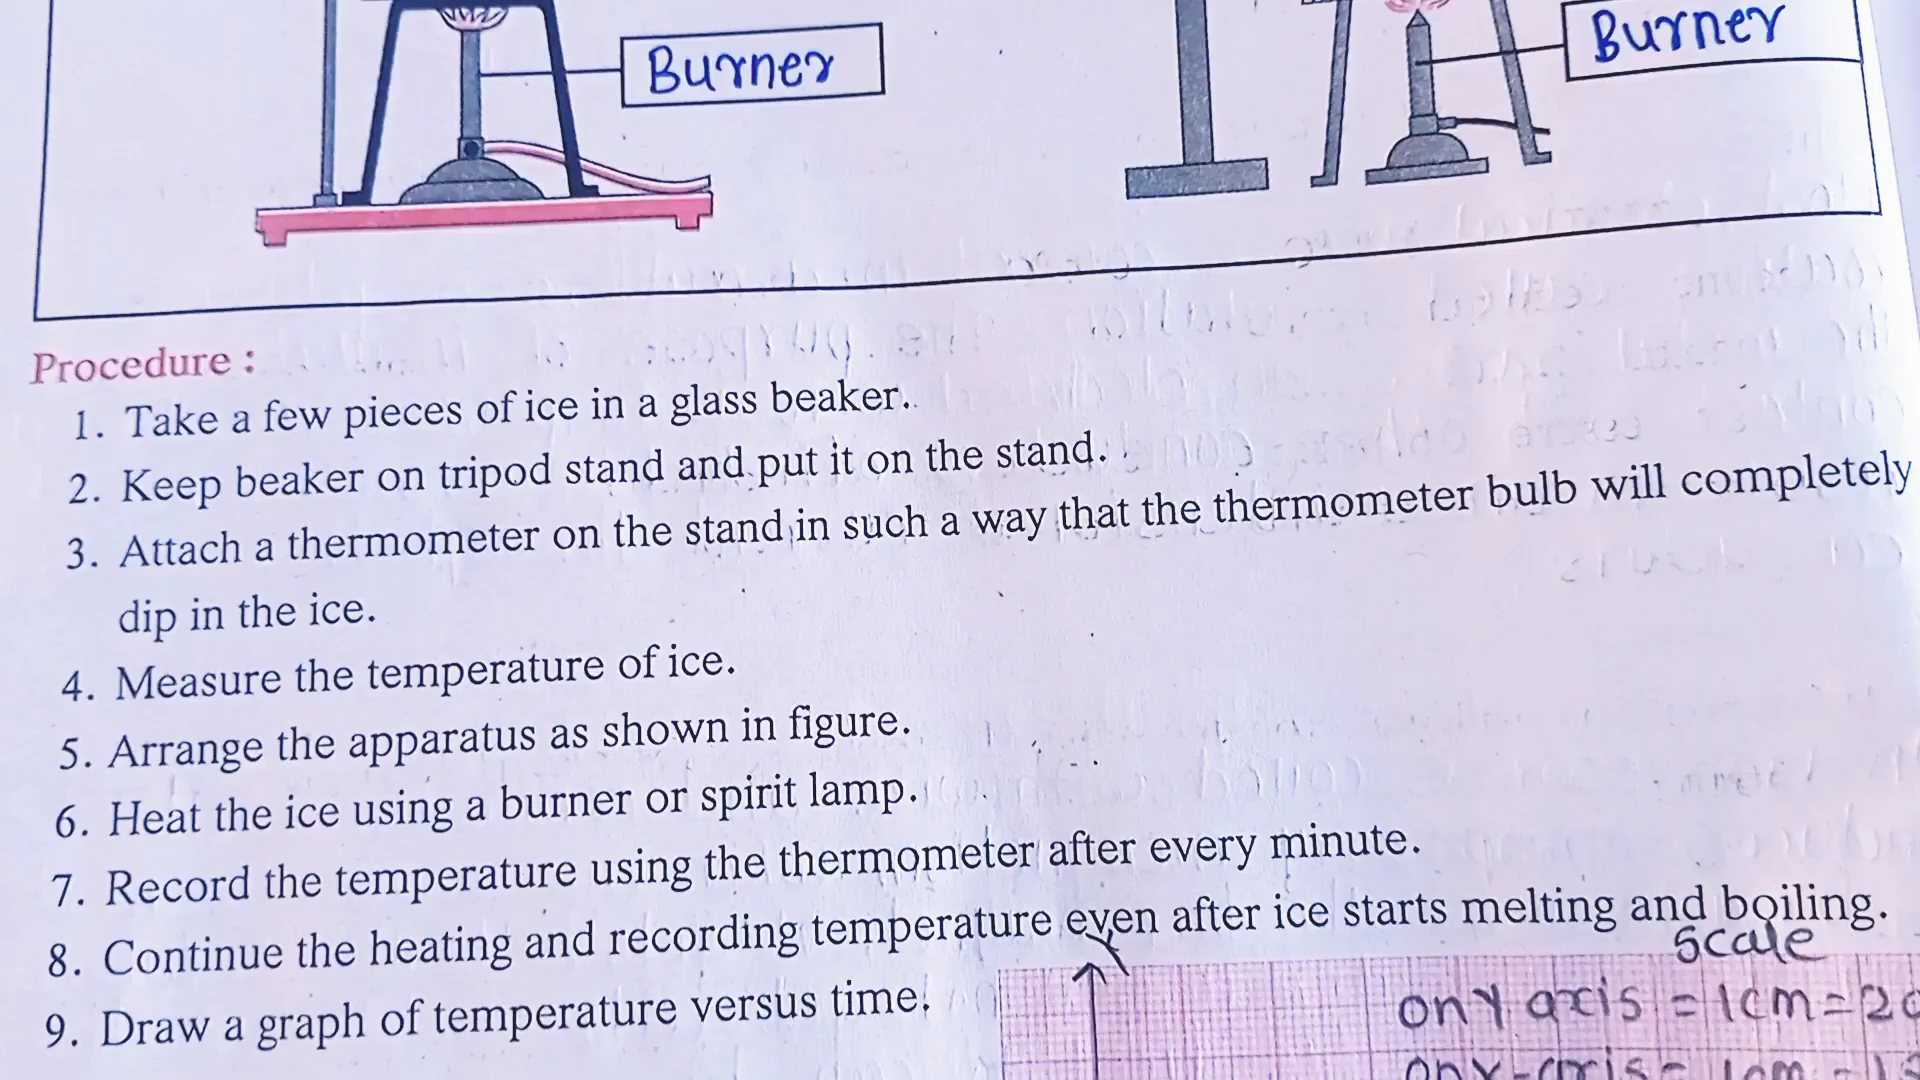 Burner
Burner
Procedure :
1. Take a few pieces of ice in a glass beaker.
2. Keep beaker on tripod stand and put it on the stand.
3. Attach a thermometer on the stand in such a way that the thermometer bulb will completely
dip in the ice.
4. Measure the temperature of ice.
5. Arrange the apparatus as shown in figure.
6. Heat the ice using a burner or spirit lamp.
7. Record the temperature using the thermometer after every minute.
8. Continue the heating and recording temperature even after ice starts melting and boiling.
9. Draw a graph of temperature versus time.
Scale
Y
on Y axis = 1cm = 20
on X-axis = 1cm =